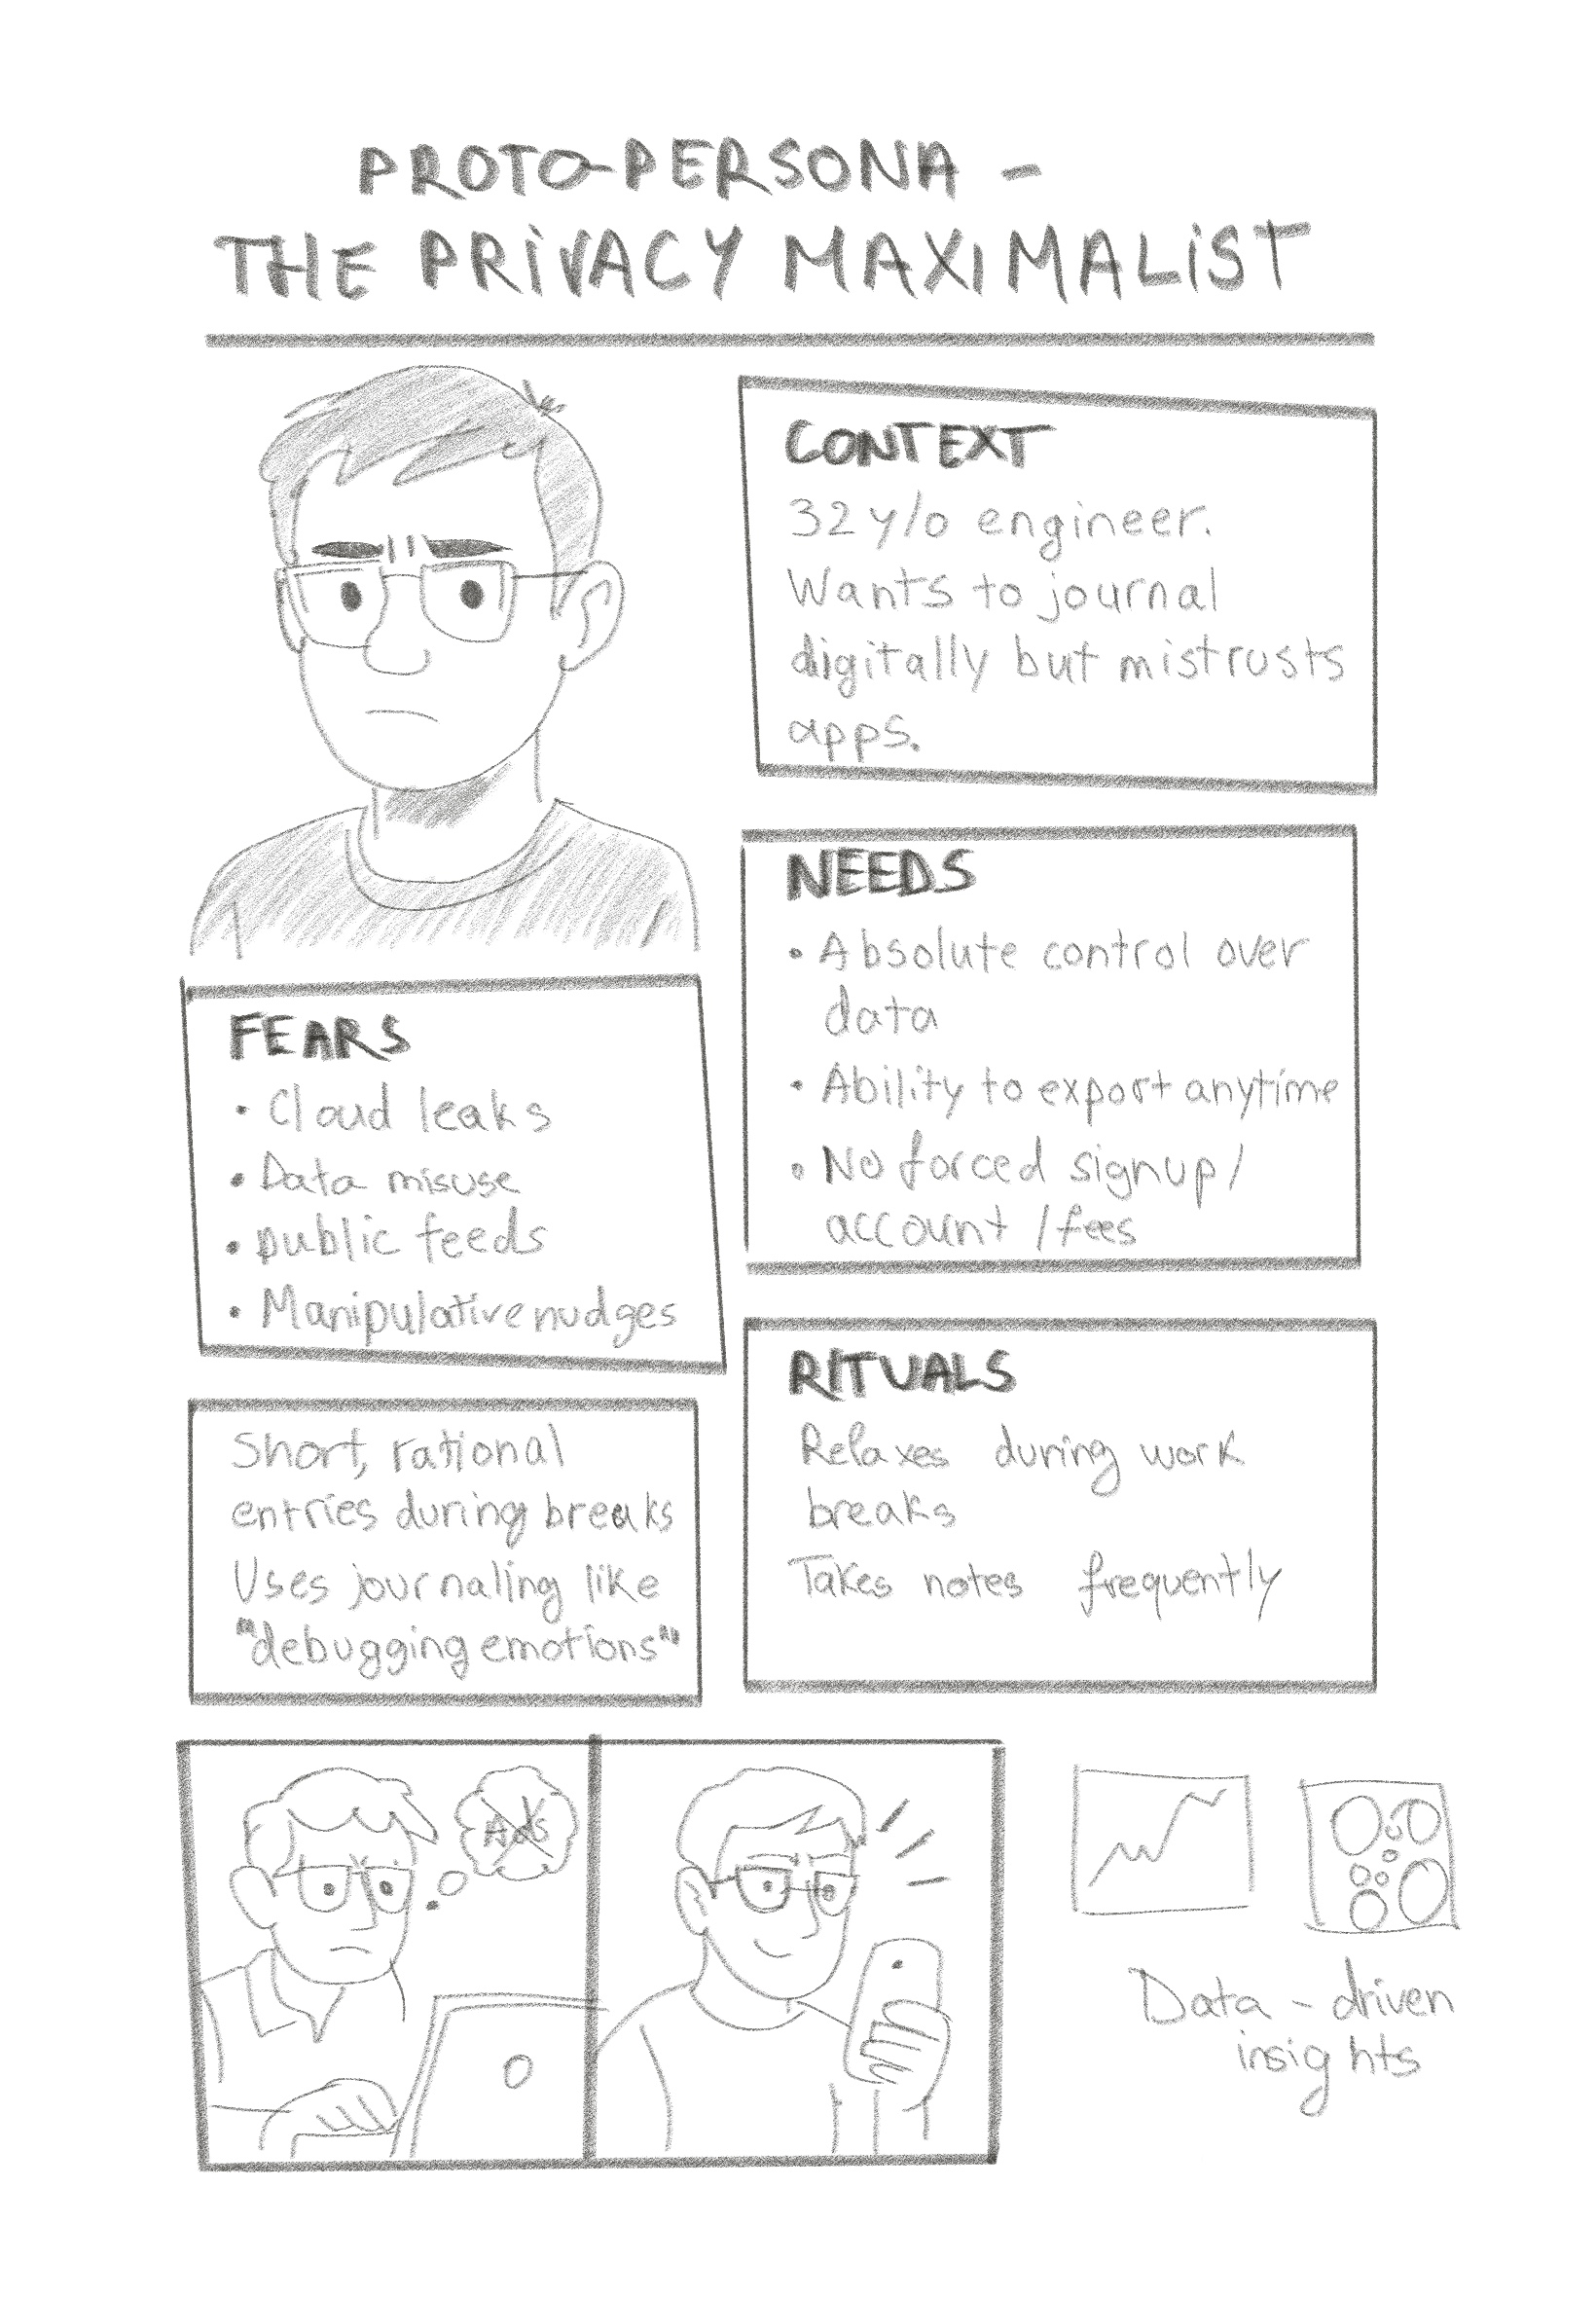 PROTO-PERSONA -
THE PRIVACY MAXIMALIST
CONTEXT
32 y/o engineer.
Wants to journal
digitally but mistrusts
apps.
NEEDS
• Absolute control over
data
• Ability to export anytime
• No forced signup/
account /fees
FEARS
• Cloud leaks
• Data misuse
• public feeds
• Manipulative nudges
RITUALS
Relaxes during work
breaks
Takes notes frequently
Short, rational
entries during breaks
Uses journaling like
"debugging emotions"
Ads
Data - driven
insights